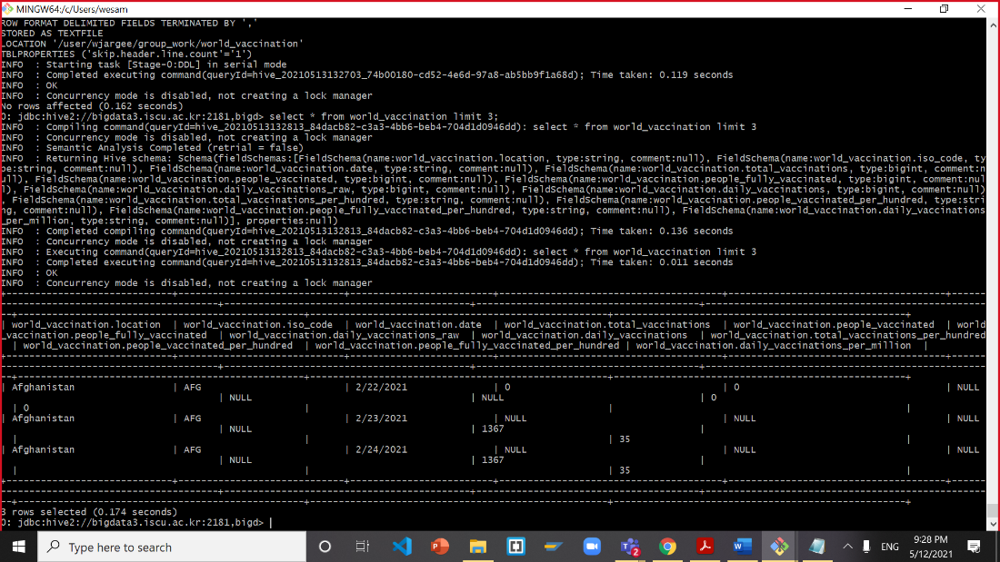 MINGW64:/c/Users/wesam
ROW FORMAT DELIMITED FIELDS TERMINATED BY ','
STORED AS TEXTFILE
LOCATION '/user/wjargee/group_work/world_vaccination'
TBLPROPERTIES ('skip.header.line.count'='1')
INFO  : Starting task [Stage-0:DDL] in serial mode
INFO  : Completed executing command(queryId=hive_20210513132703_74b00180-cd52-4e6d-97a8-ab5bb9f1a68d); Time taken: 0.119 seconds
INFO  : OK
INFO  : Concurrency mode is disabled, not creating a lock manager
No rows affected (0.162 seconds)
0: jdbc:hive2://bigdata3.iscu.ac.kr:2181,bigd> select * from world_vaccination limit 3;
INFO  : Compiling command(queryId=hive_20210513132813_84dacb82-c3a3-4bb6-beb4-704d1d0946dd): select * from world_vaccination limit 3
INFO  : Concurrency mode is disabled, not creating a lock manager
INFO  : Semantic Analysis Completed (retrial = false)
INFO  : Returning Hive schema: Schema(fieldSchemas:[FieldSchema(name:world_vaccination.location, type:string, comment:null), FieldSchema(name:world_vaccination.iso_code, ty
pe:string, comment:null), FieldSchema(name:world_vaccination.date, type:string, comment:null), FieldSchema(name:world_vaccination.total_vaccinations, type:bigint, comment:n
ull), FieldSchema(name:world_vaccination.people_vaccinated, type:bigint, comment:null), FieldSchema(name:world_vaccination.people_fully_vaccinated, type:bigint, comment:nul
l), FieldSchema(name:world_vaccination.daily_vaccinations_raw, type:bigint, comment:null), FieldSchema(name:world_vaccination.daily_vaccinations, type:bigint, comment:null)
, FieldSchema(name:world_vaccination.total_vaccinations_per_hundred, type:string, comment:null), FieldSchema(name:world_vaccination.people_vaccinated_per_hundred, type:stri
ng, comment:null), FieldSchema(name:world_vaccination.people_fully_vaccinated_per_hundred, type:string, comment:null), FieldSchema(name:world_vaccination.daily_vaccinations
_per_million, type:string, comment:null)], properties:null)
INFO  : Completed compiling command(queryId=hive_20210513132813_84dacb82-c3a3-4bb6-beb4-704d1d0946dd); Time taken: 0.136 seconds
INFO  : Concurrency mode is disabled, not creating a lock manager
INFO  : Executing command(queryId=hive_20210513132813_84dacb82-c3a3-4bb6-beb4-704d1d0946dd): select * from world_vaccination limit 3
INFO  : Completed executing command(queryId=hive_20210513132813_84dacb82-c3a3-4bb6-beb4-704d1d0946dd); Time taken: 0.011 seconds
INFO  : OK
INFO  : Concurrency mode is disabled, not creating a lock manager
| world_vaccination.location | world_vaccination.iso_code | world_vaccination.date | world_vaccination.total_vaccinations | world_vaccination.people_vaccinated | world
_vaccination.people_fully_vaccinated | world_vaccination.daily_vaccinations_raw | world_vaccination.daily_vaccinations | world_vaccination.total_vaccinations_per_hundred
| world_vaccination.people_vaccinated_per_hundred | world_vaccination.people_fully_vaccinated_per_hundred | world_vaccination.daily_vaccinations_per_million |
| Afghanistan | AFG | 2/22/2021 | 0 | 0 | NULL
| NULL | NULL | 0
| 0 | | |
| Afghanistan | AFG | 2/23/2021 | NULL | NULL | NULL
| NULL | 1367 |
| | | 35 |
| Afghanistan | AFG | 2/24/2021 | NULL | NULL | NULL
| NULL | 1367 |
| | | 35 |
3 rows selected (0.174 seconds)
0: jdbc:hive2://bigdata3.iscu.ac.kr:2181,bigd>
Type here to search
2
ENG
9:28 PM
5/12/2021